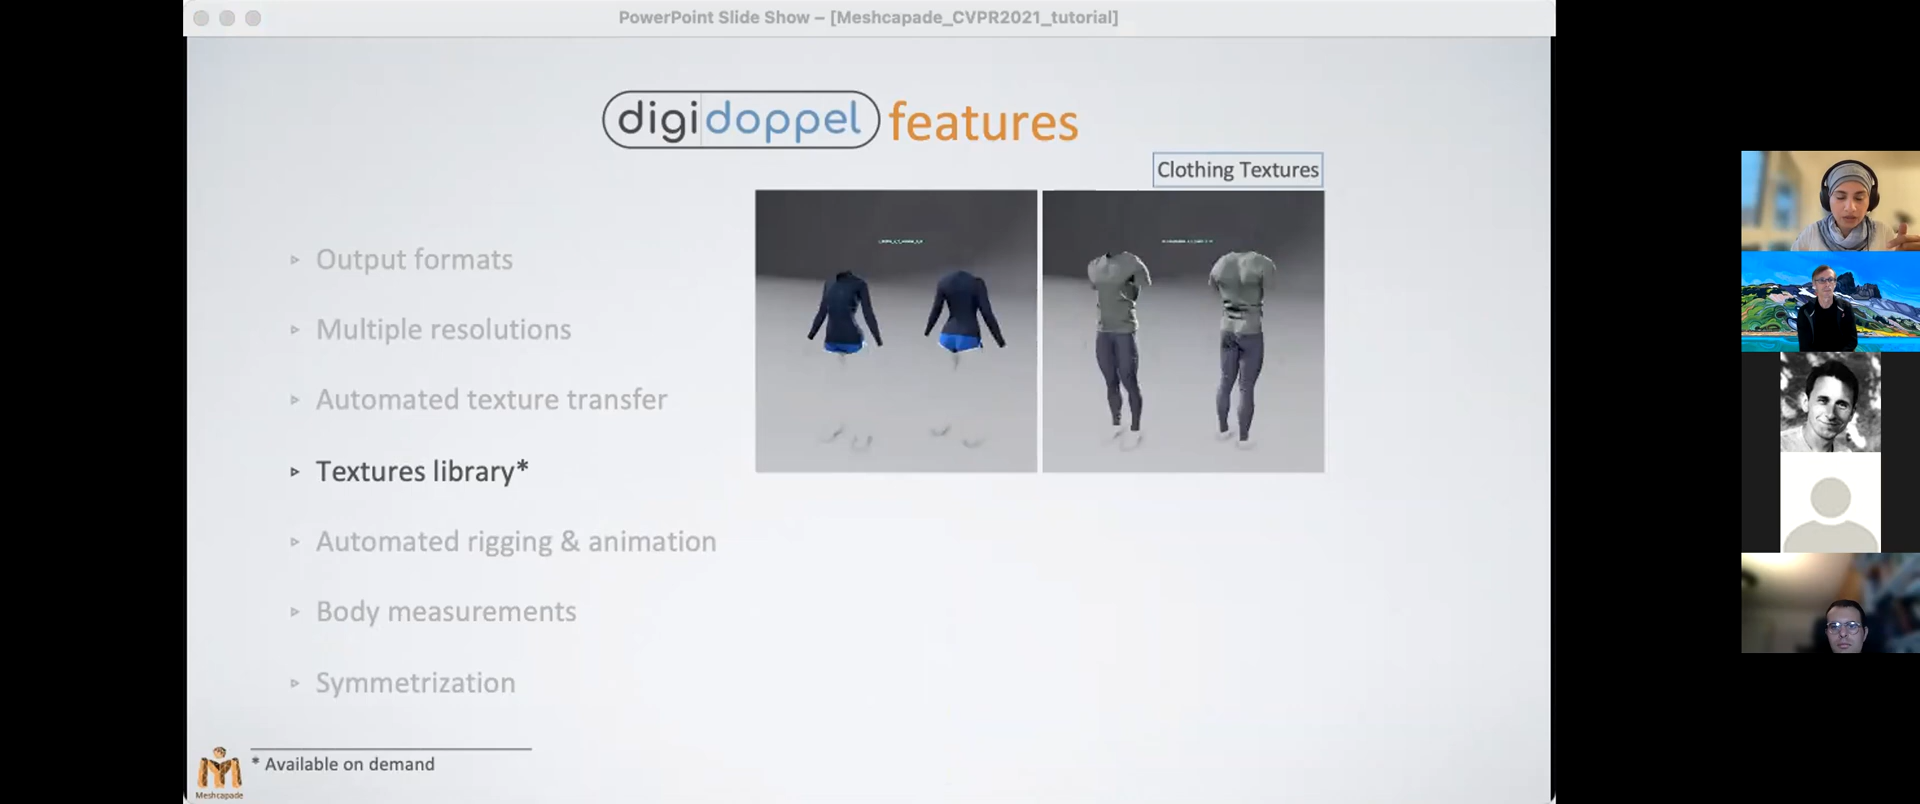 PowerPoint Slide Show – [Meshcapade_CVPR2021_tutorial]
digidoppel features
Clothing Textures
Output formats
Multiple resolutions
Automated texture transfer
Textures library*
Automated rigging & animation
Body measurements
Symmetrization
* Available on demand
Meshcapade